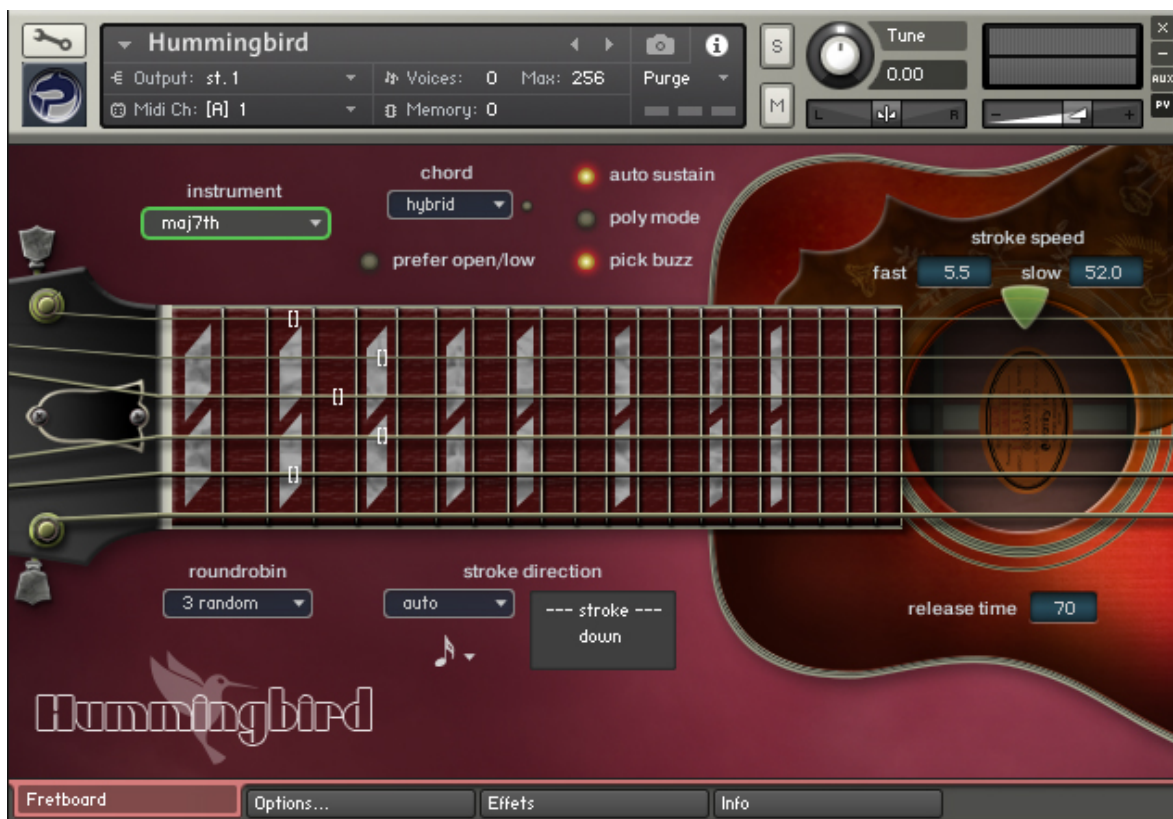 Hummingbird
Output: st. 1
Voices: 0 Max: 256
Purge
Midi Ch: [A] 1
Memory: 0
S
M
Tune
0.00
L R
- +
X
-
AUX
PV
instrument
maj7th
chord
hybrid
prefer open/low
auto sustain
poly mode
pick buzz
stroke speed
fast 5.5 slow 52.0
[]
[]
[]
[]
[]
roundrobin
3 random
stroke direction
auto
--- stroke ---
down
release time 70
Hummingbird
Fretboard
Options...
Effets
Info